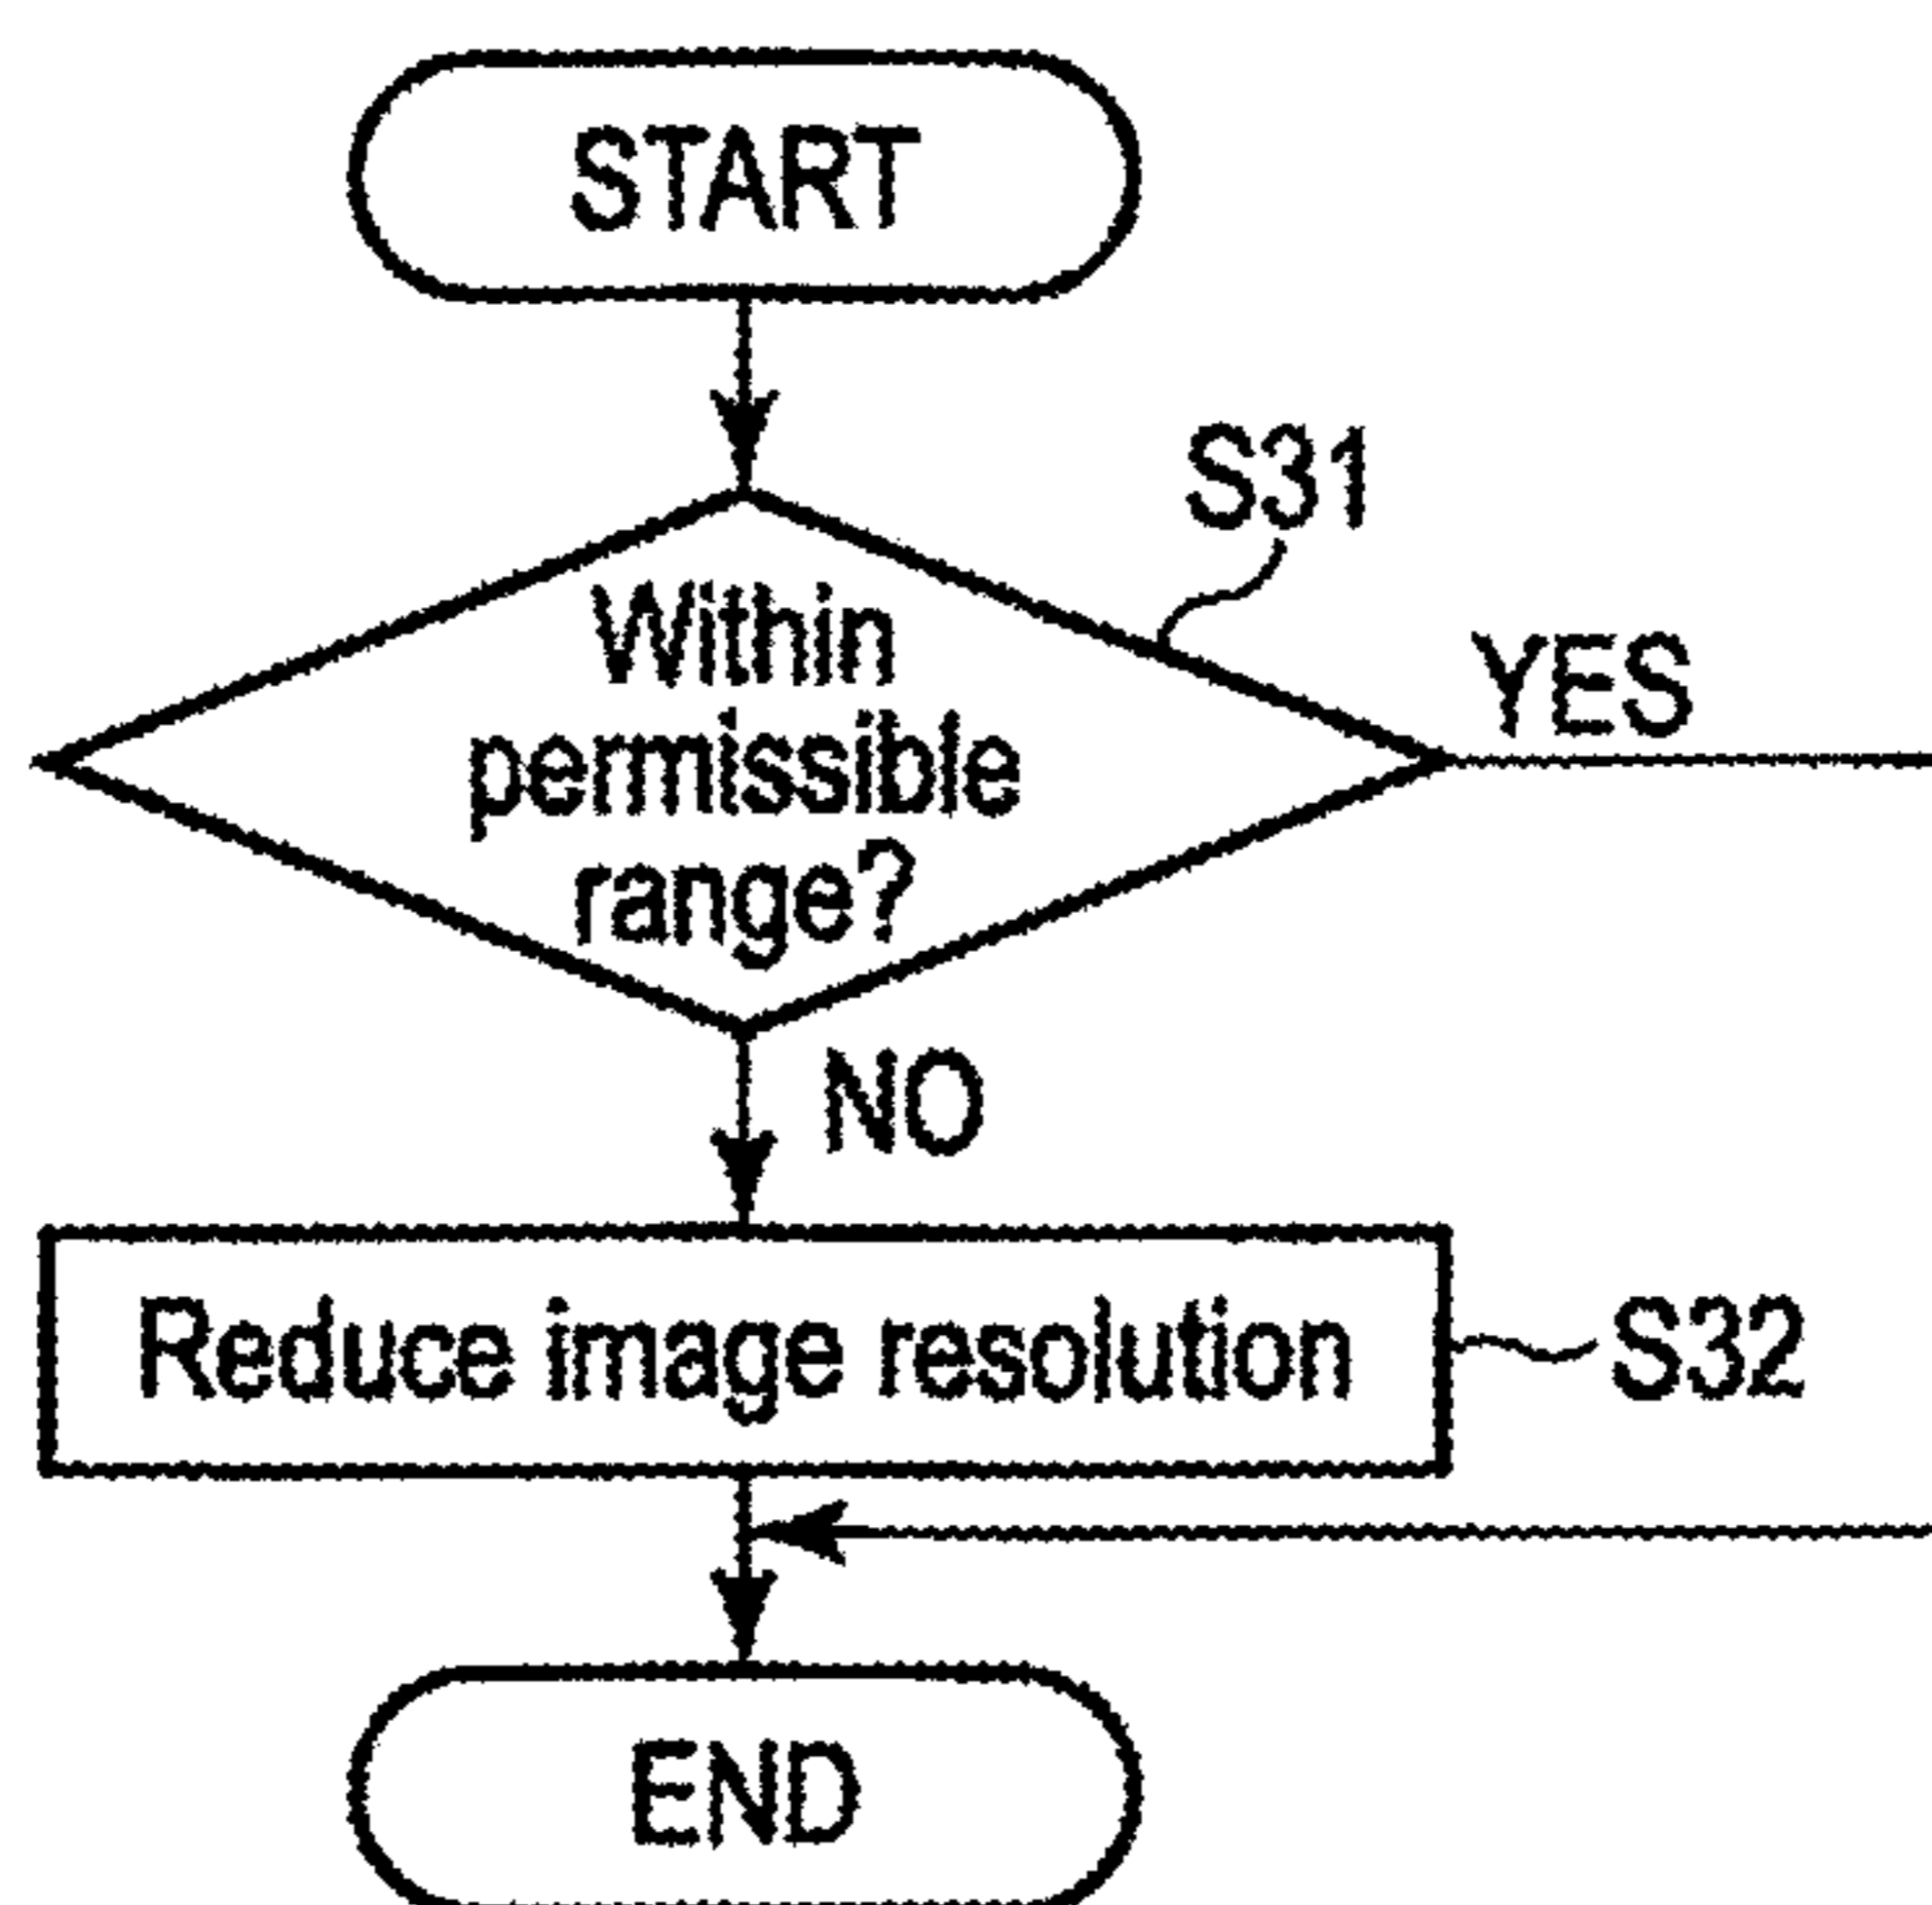 START
S31
Within
permissible
range?
YES
NO
Reduce image resolution
S32
END